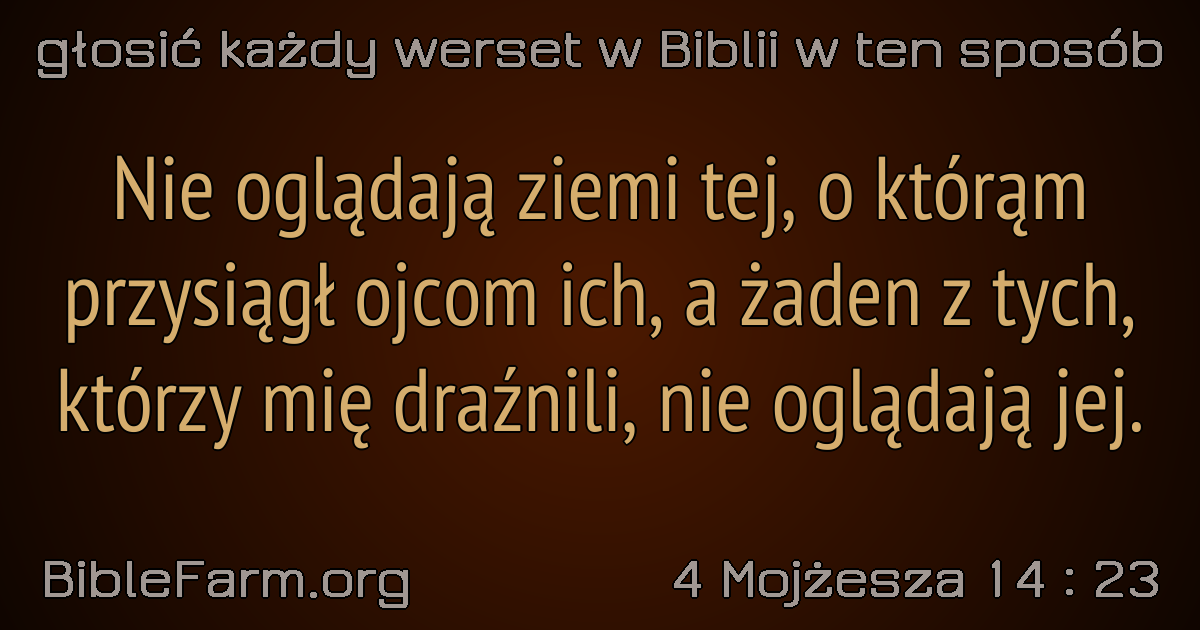 głosić każdy werset w Biblii w ten sposób
Nie oglądają ziemi tej, o którąm
przysiągł ojcom ich, a żaden z tych,
którzy mię draźnili, nie oglądają jej.
BibleFarm.org
4 Mojżesza 14 : 23